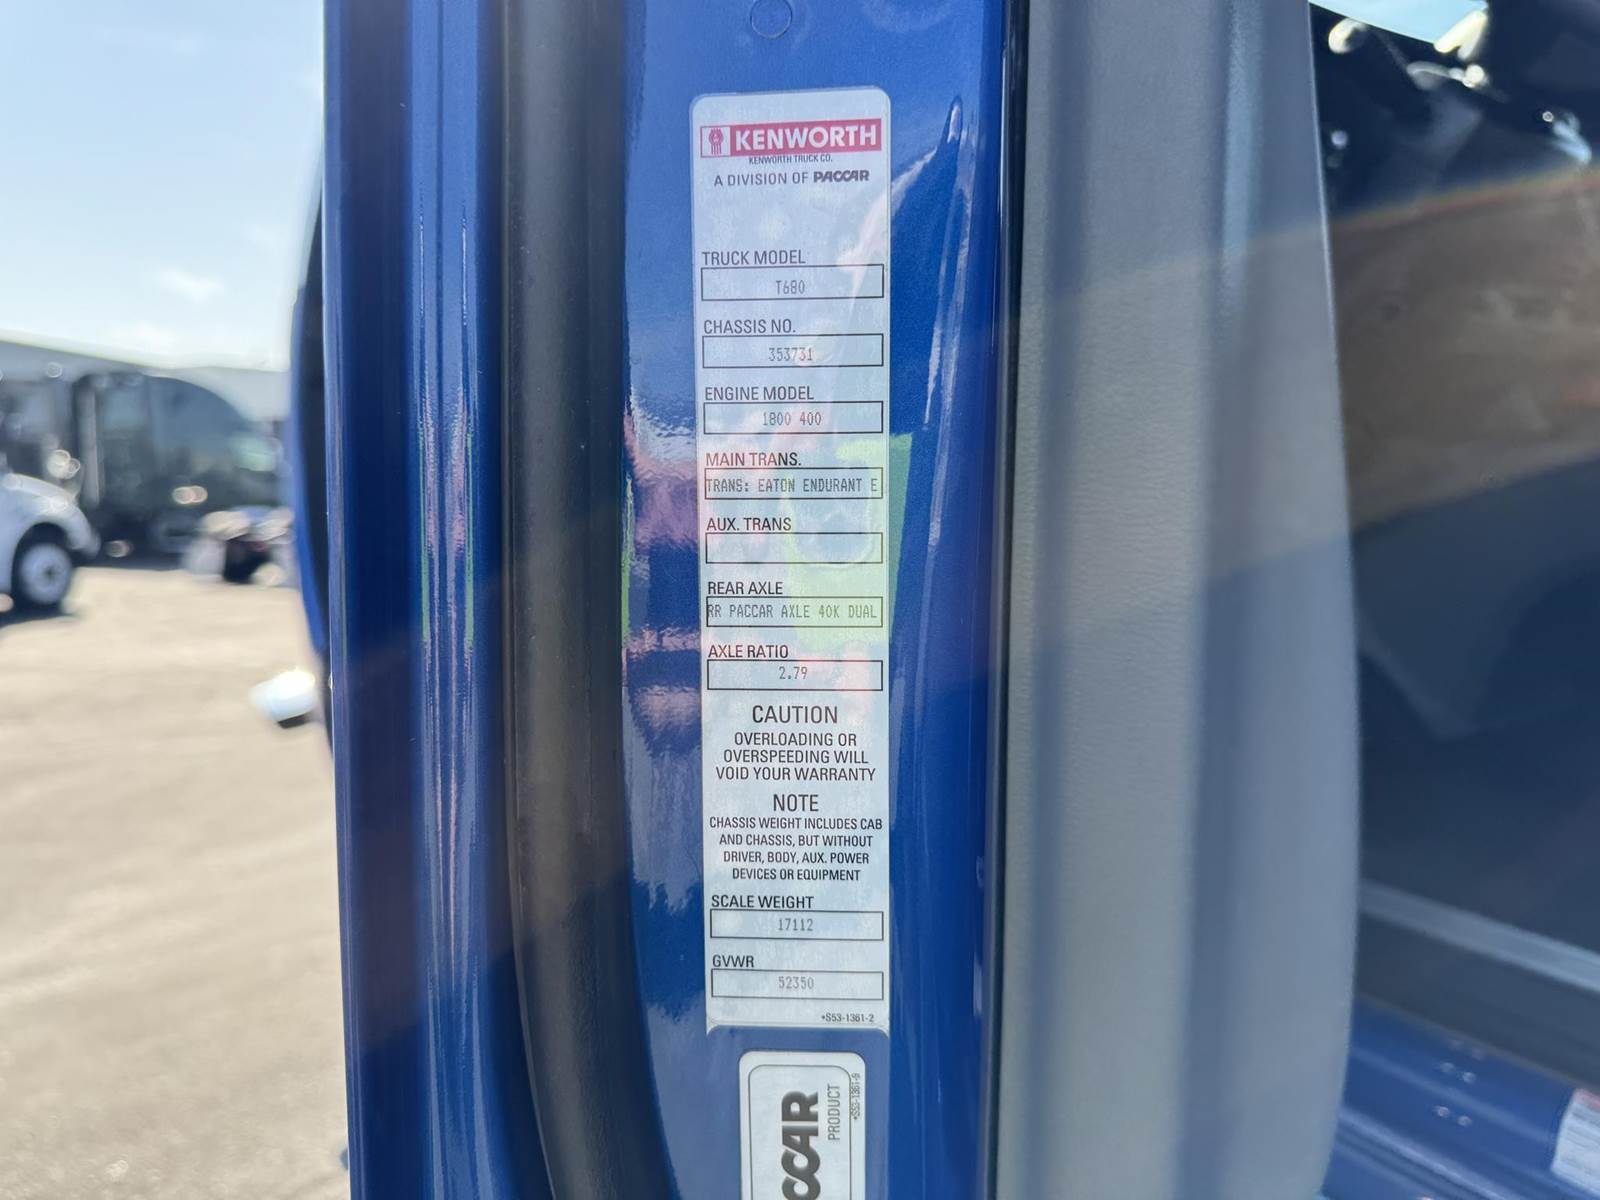 KENWORTH
KENWORTH TRUCK CO.
A DIVISION OF PACCAR
TRUCK MODEL
T680
CHASSIS NO.
353731
ENGINE MODEL
1800 400
MAIN TRANS.
TRANS: EATON ENDURANT E
AUX. TRANS
REAR AXLE
RR PACCAR AXLE 40K DUAL
AXLE RATIO
2.79
CAUTION
OVERLOADING OR
OVERSPEEDING WILL
VOID YOUR WARRANTY
NOTE
CHASSIS WEIGHT INCLUDES CAB
AND CHASSIS, BUT WITHOUT
DRIVER, BODY, AUX. POWER
DEVICES OR EQUIPMENT
SCALE WEIGHT
17112
GVWR
52350
*S53-1361-2
CCAR
PRODUCT